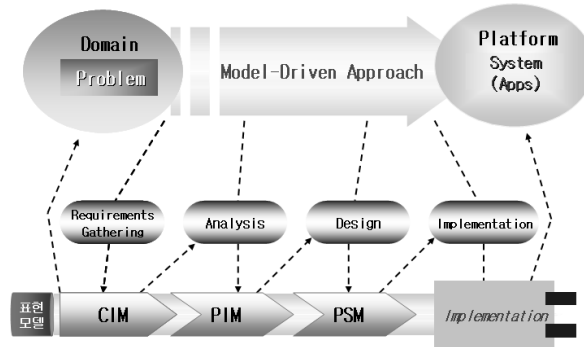 Domain
Problem
Model-Driven Approach
Platform
System
(Apps)
Requirements
Gathering
Analysis
Design
Implementation
표현
모델
CIM
PIM
PSM
Implementation